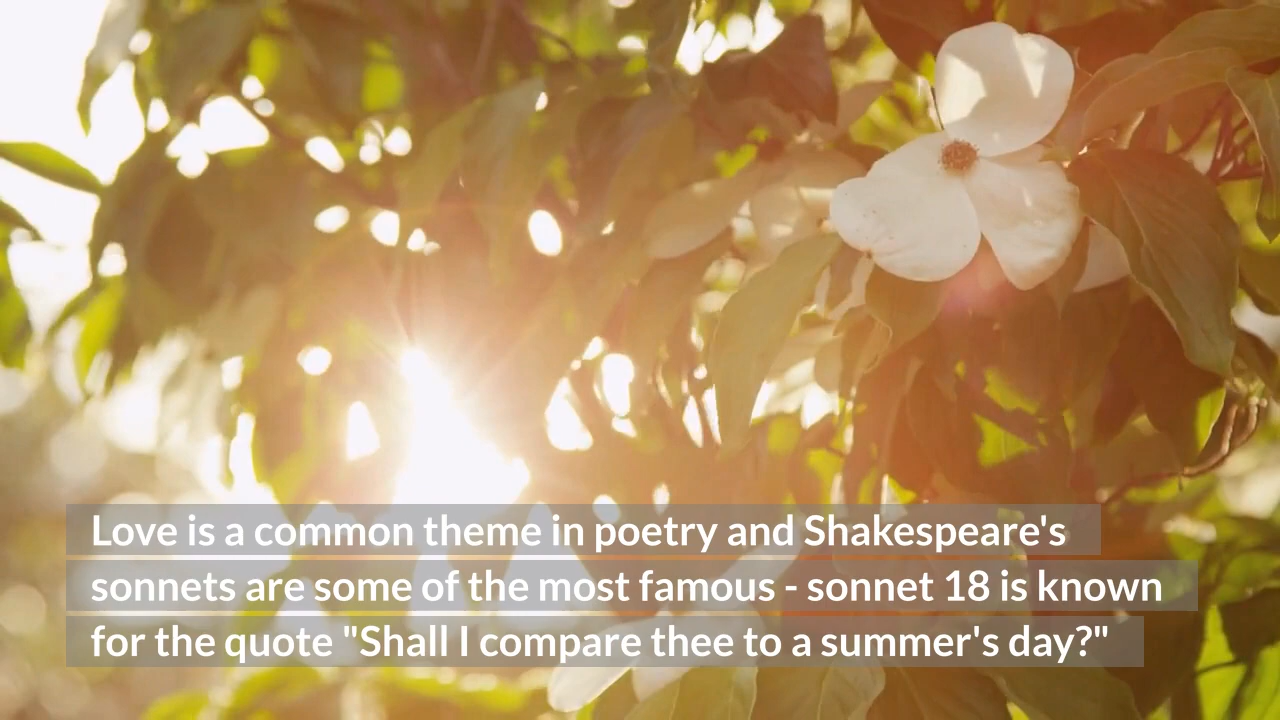 Love is a common theme in poetry and Shakespeare's
sonnets are some of the most famous - sonnet 18 is known
for the quote "Shall I compare thee to a summer's day?"